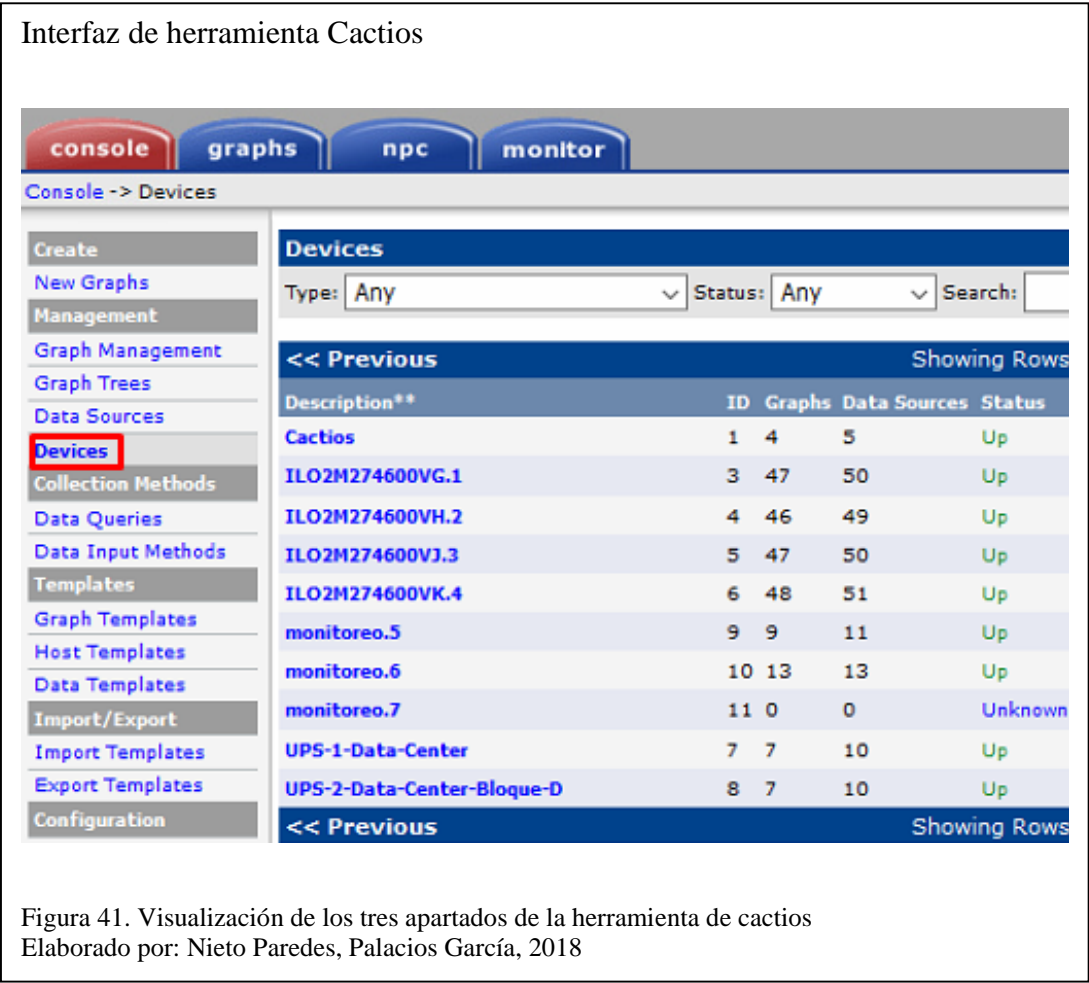 Interfaz de herramienta Cactios
console graphs npc monitor
Console -> Devices
Create
New Graphs
Management
Graph Management
Graph Trees
Data Sources
Devices
Collection Methods
Data Queries
Data Input Methods
Templates
Graph Templates
Host Templates
Data Templates
Import/Export
Import Templates
Export Templates
Configuration
Devices
Type: Any Status: Any Search:
<< Previous Showing Rows
Description** ID Graphs Data Sources Status
Cactios 1 4 5 Up
ILO2M274600VG.1 3 47 50 Up
ILO2M274600VH.2 4 46 49 Up
ILO2M274600VJ.3 5 47 50 Up
ILO2M274600VK.4 6 48 51 Up
monitoreo.5 9 9 11 Up
monitoreo.6 10 13 13 Up
monitoreo.7 11 0 0 Unknown
UPS-1-Data-Center 7 7 10 Up
UPS-2-Data-Center-Bloque-D 8 7 10 Up
<< Previous Showing Rows
Figura 41. Visualización de los tres apartados de la herramienta de cactios
Elaborado por: Nieto Paredes, Palacios García, 2018